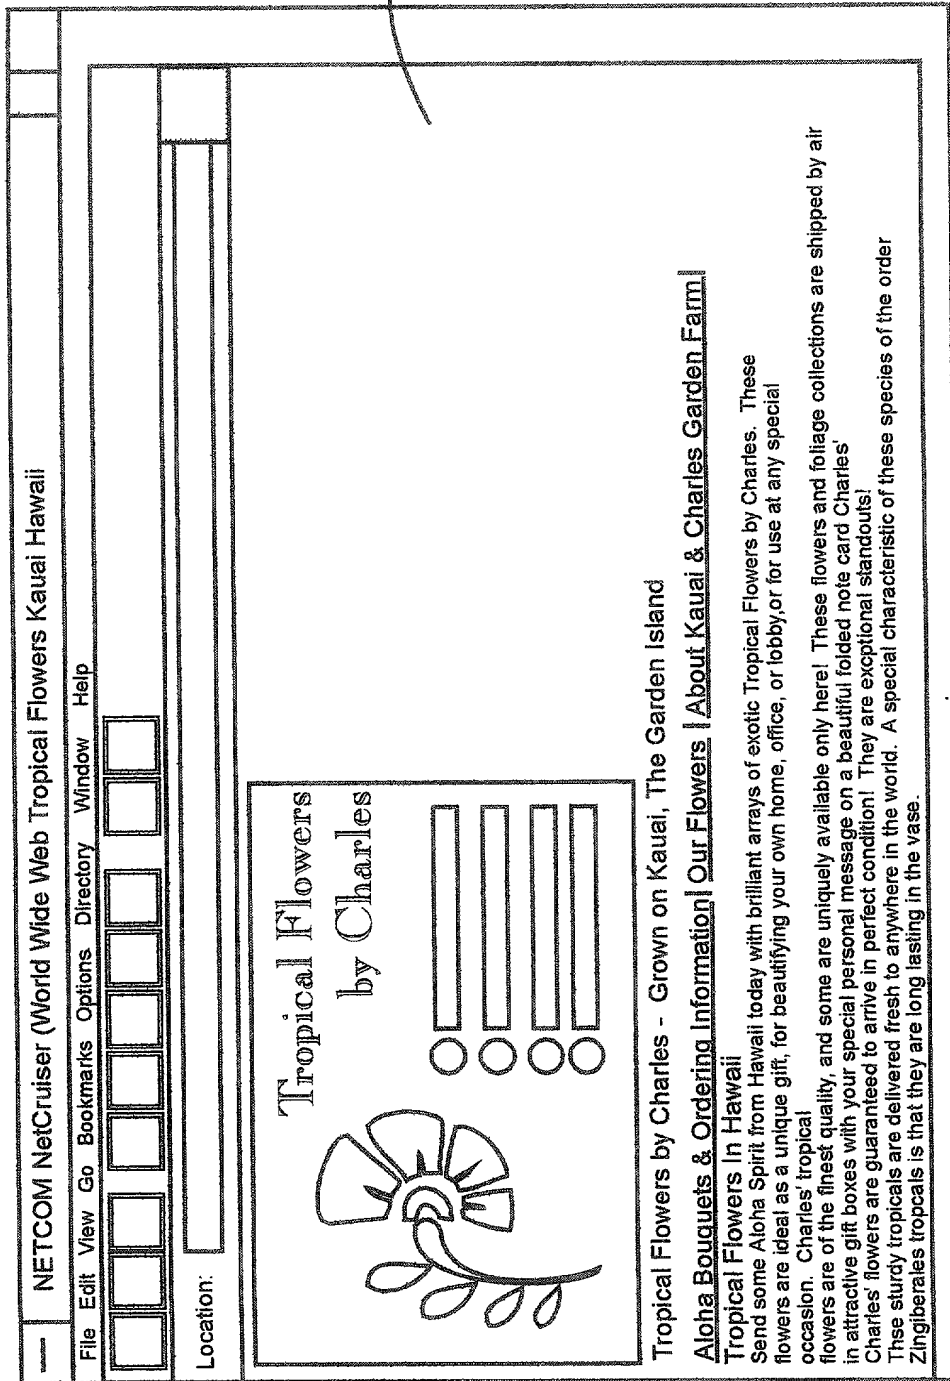 NETCOM NetCruiser (World Wide Web Tropical Flowers Kauai Hawaii
File Edit View Go Bookmarks Options Directory Window Help
Location:
Tropical Flowers
by Charles
Tropical Flowers by Charles - Grown on Kauai, The Garden Island
Aloha Bouquets & Ordering Information| Our Flowers | About Kauai & Charles Garden Farm|
Tropical Flowers In Hawaii
Send some Aloha Spirit from Hawaii today with brilliant arrays of exotic Tropical Flowers by Charles. These
flowers are ideal as a unique gift, for beautifying your own home, office, or lobby,or for use at any special
occasion. Charles' tropical
flowers are of the finest quality, and some are uniquely available only here! These flowers and foliage collections are shipped by air
in attractive gift boxes with your special personal message on a beautiful folded note card Charles'
Charles' flowers are guaranteed to arrive in perfect condition! They are exceptional standouts!
Thse sturdy tropicals are delivered fresh to anywhere in the world. A special characteristic of these species of the order
Zingiberales tropcals is that they are long lasting in the vase.